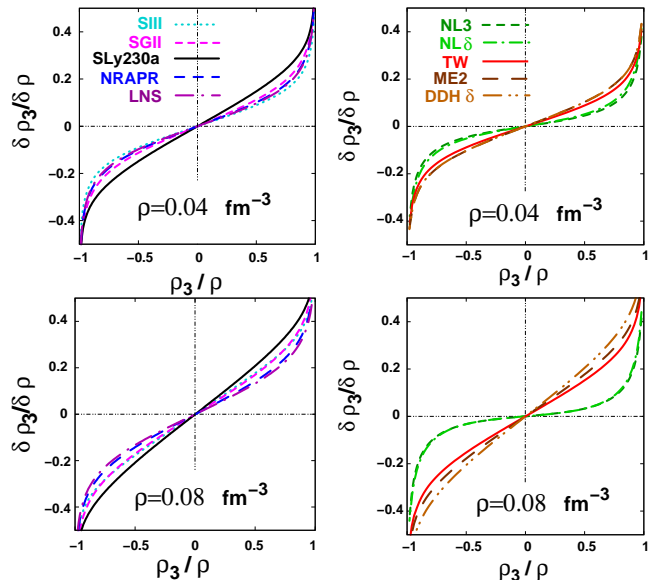 δ ρ₃/δ ρ
0.4
0.2
0
−0.2
−0.4
SIII
SGII
SLy230a
NRAPR
LNS
ρ=0.04 fm⁻³
−1 −0.5 0 0.5 1
ρ₃ / ρ
δ ρ₃/δ ρ
0.4
0.2
0
−0.2
−0.4
NL3
NLδ
TW
ME2
DDH δ
ρ=0.04 fm⁻³
−1 −0.5 0 0.5 1
ρ₃ / ρ
δ ρ₃/δ ρ
0.4
0.2
0
−0.2
−0.4
ρ=0.08 fm⁻³
−1 −0.5 0 0.5 1
ρ₃ / ρ
δ ρ₃/δ ρ
0.4
0.2
0
−0.2
−0.4
ρ=0.08 fm⁻³
−1 −0.5 0 0.5 1
ρ₃ / ρ